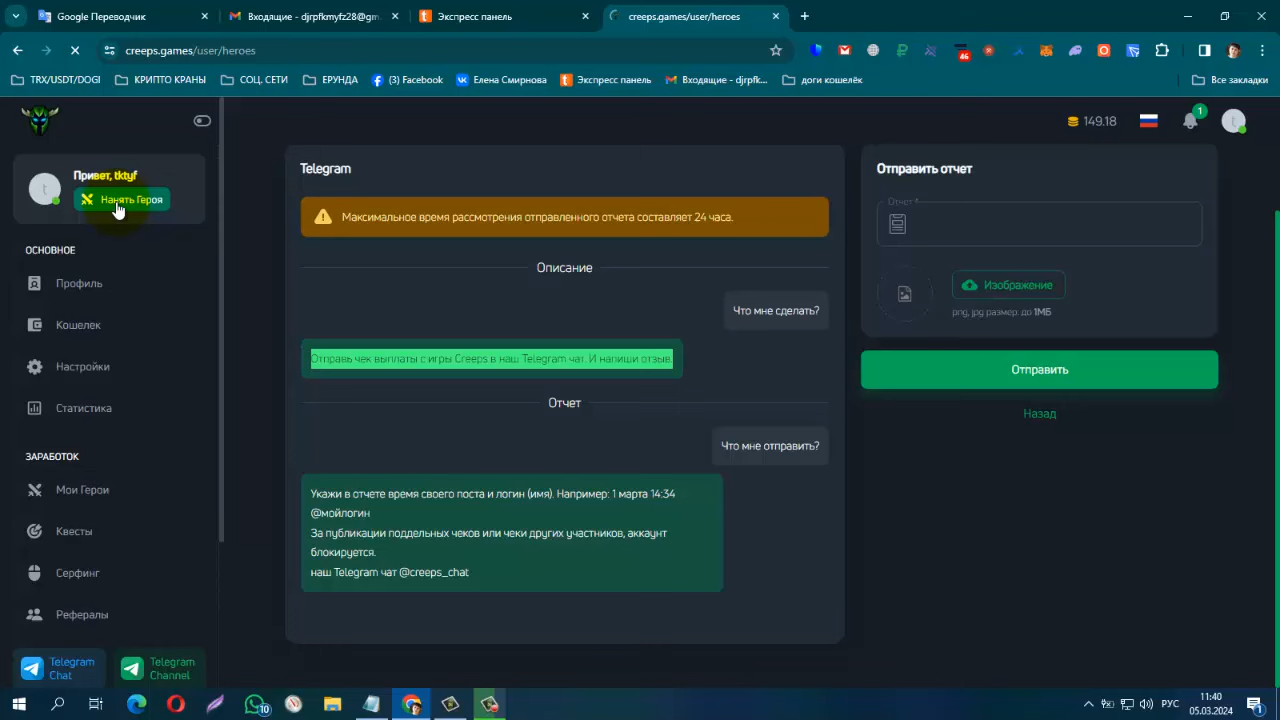 Google Переводчик
Входящие - djrpfkmyfz28@gm
Экспресс панель
creeps.games/user/heroes
creeps.games/user/heroes
46
TRX/USDT/DOGI
КРИПТО КРАНЫ
СОЦ. СЕТИ
ЕРУНДА
(3) Facebook
Елена Смирнова
Экспресс панель
Входящие - djrpfk...
доги кошелёк
Все закладки
149.18
1
t
t
Привет, tktyf
Нанять Героя
ОСНОВНОЕ
Профиль
Кошелек
Настройки
Статистика
ЗАРАБОТОК
Мои Герои
Квесты
Серфинг
Рефералы
Telegram
Chat
Telegram
Channel
Telegram
Максимальное время рассмотрения отправленного отчета составляет 24 часа.
Описание
Что мне сделать?
Отправь чек выплаты с игры Creeps в наш Telegram чат. И напиши отзыв.
Отчет
Что мне отправить?
Укажи в отчете время своего поста и логин (имя). Например: 1 марта 14:34
@мойлогин
За публикации поддельных чеков или чеки других участников, аккаунт
блокируется.
наш Telegram чат @creeps_chat
Отправить отчет
Отчет *
Изображение
png, jpg размер: до 1МБ
Отправить
Назад
10
РУС
11:40
05.03.2024
1